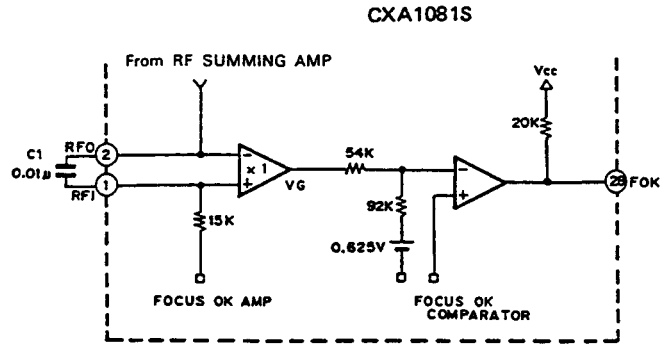 CXA1081S
From RF SUMMING AMP
Vcc
20K
C1
0.01μ
RFO
2
RFI
1
−
+
× 1
VG
54K
92K
15K
0.625V
−
+
28
FOK
FOCUS OK AMP
FOCUS OK
COMPARATOR